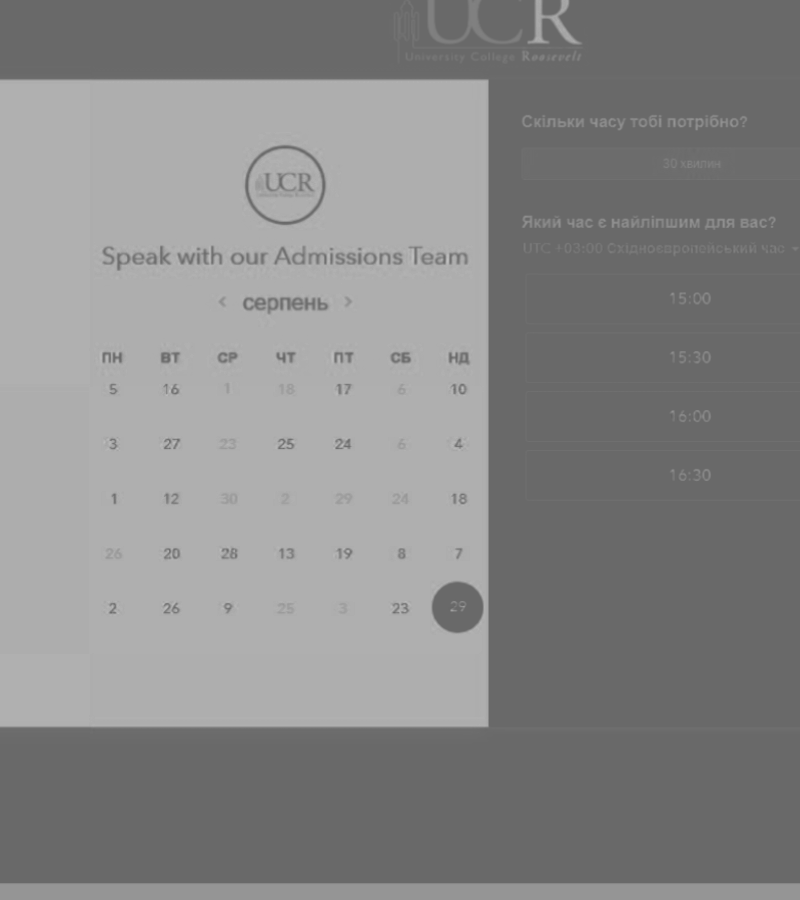 UCR
University College Roosevelt
UCR
Speak with our Admissions Team
< серпень >
ПН ВТ СР ЧТ ПТ СБ НД
5 16 1 18 17 6 10
3 27 23 25 24 6 4
1 12 30 2 29 24 18
26 20 28 13 19 8 7
2 26 9 25 3 23 29
Скільки часу тобі потрібно?
30 хвилин
Який час є найліпшим для вас?
UTC +03:00 Східноєвропейський час
15:00
15:30
16:00
16:30